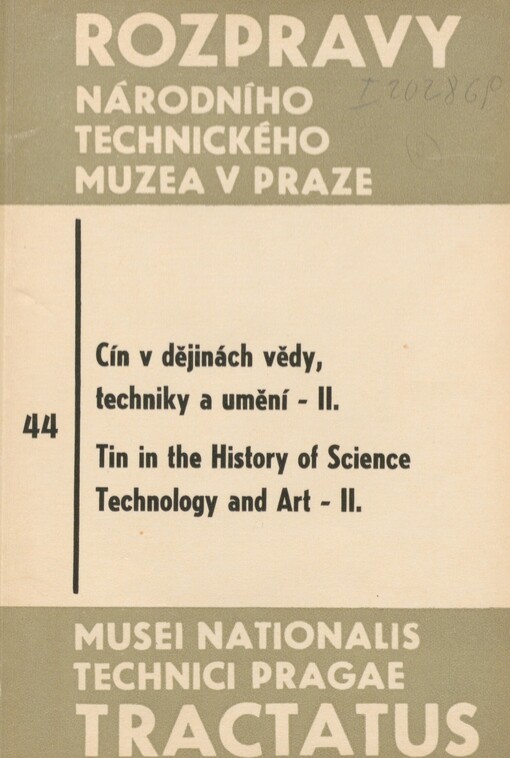 ROZPRAVY
NÁRODNÍHO
TECHNICKÉHO
MUZEA V PRAZE
44
Cín v dějinách vědy,
techniky a umění - II.
Tin in the History of Science
Technology and Art - II.
MUSEI NATIONALIS
TECHNICI PRAGAE
TRACTATUS